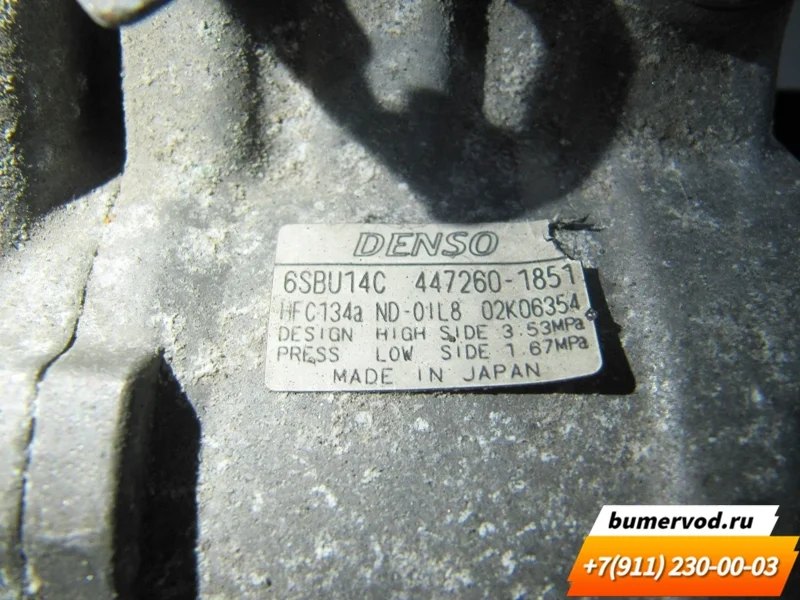 DENSO
6SBU14C 447260-1851
HFC134a ND-OIL8 02K06354
DESIGN HIGH SIDE 3.53MPa
PRESS LOW SIDE 1.67MPa
MADE IN JAPAN
bumervod.ru
+7(911) 230-00-03